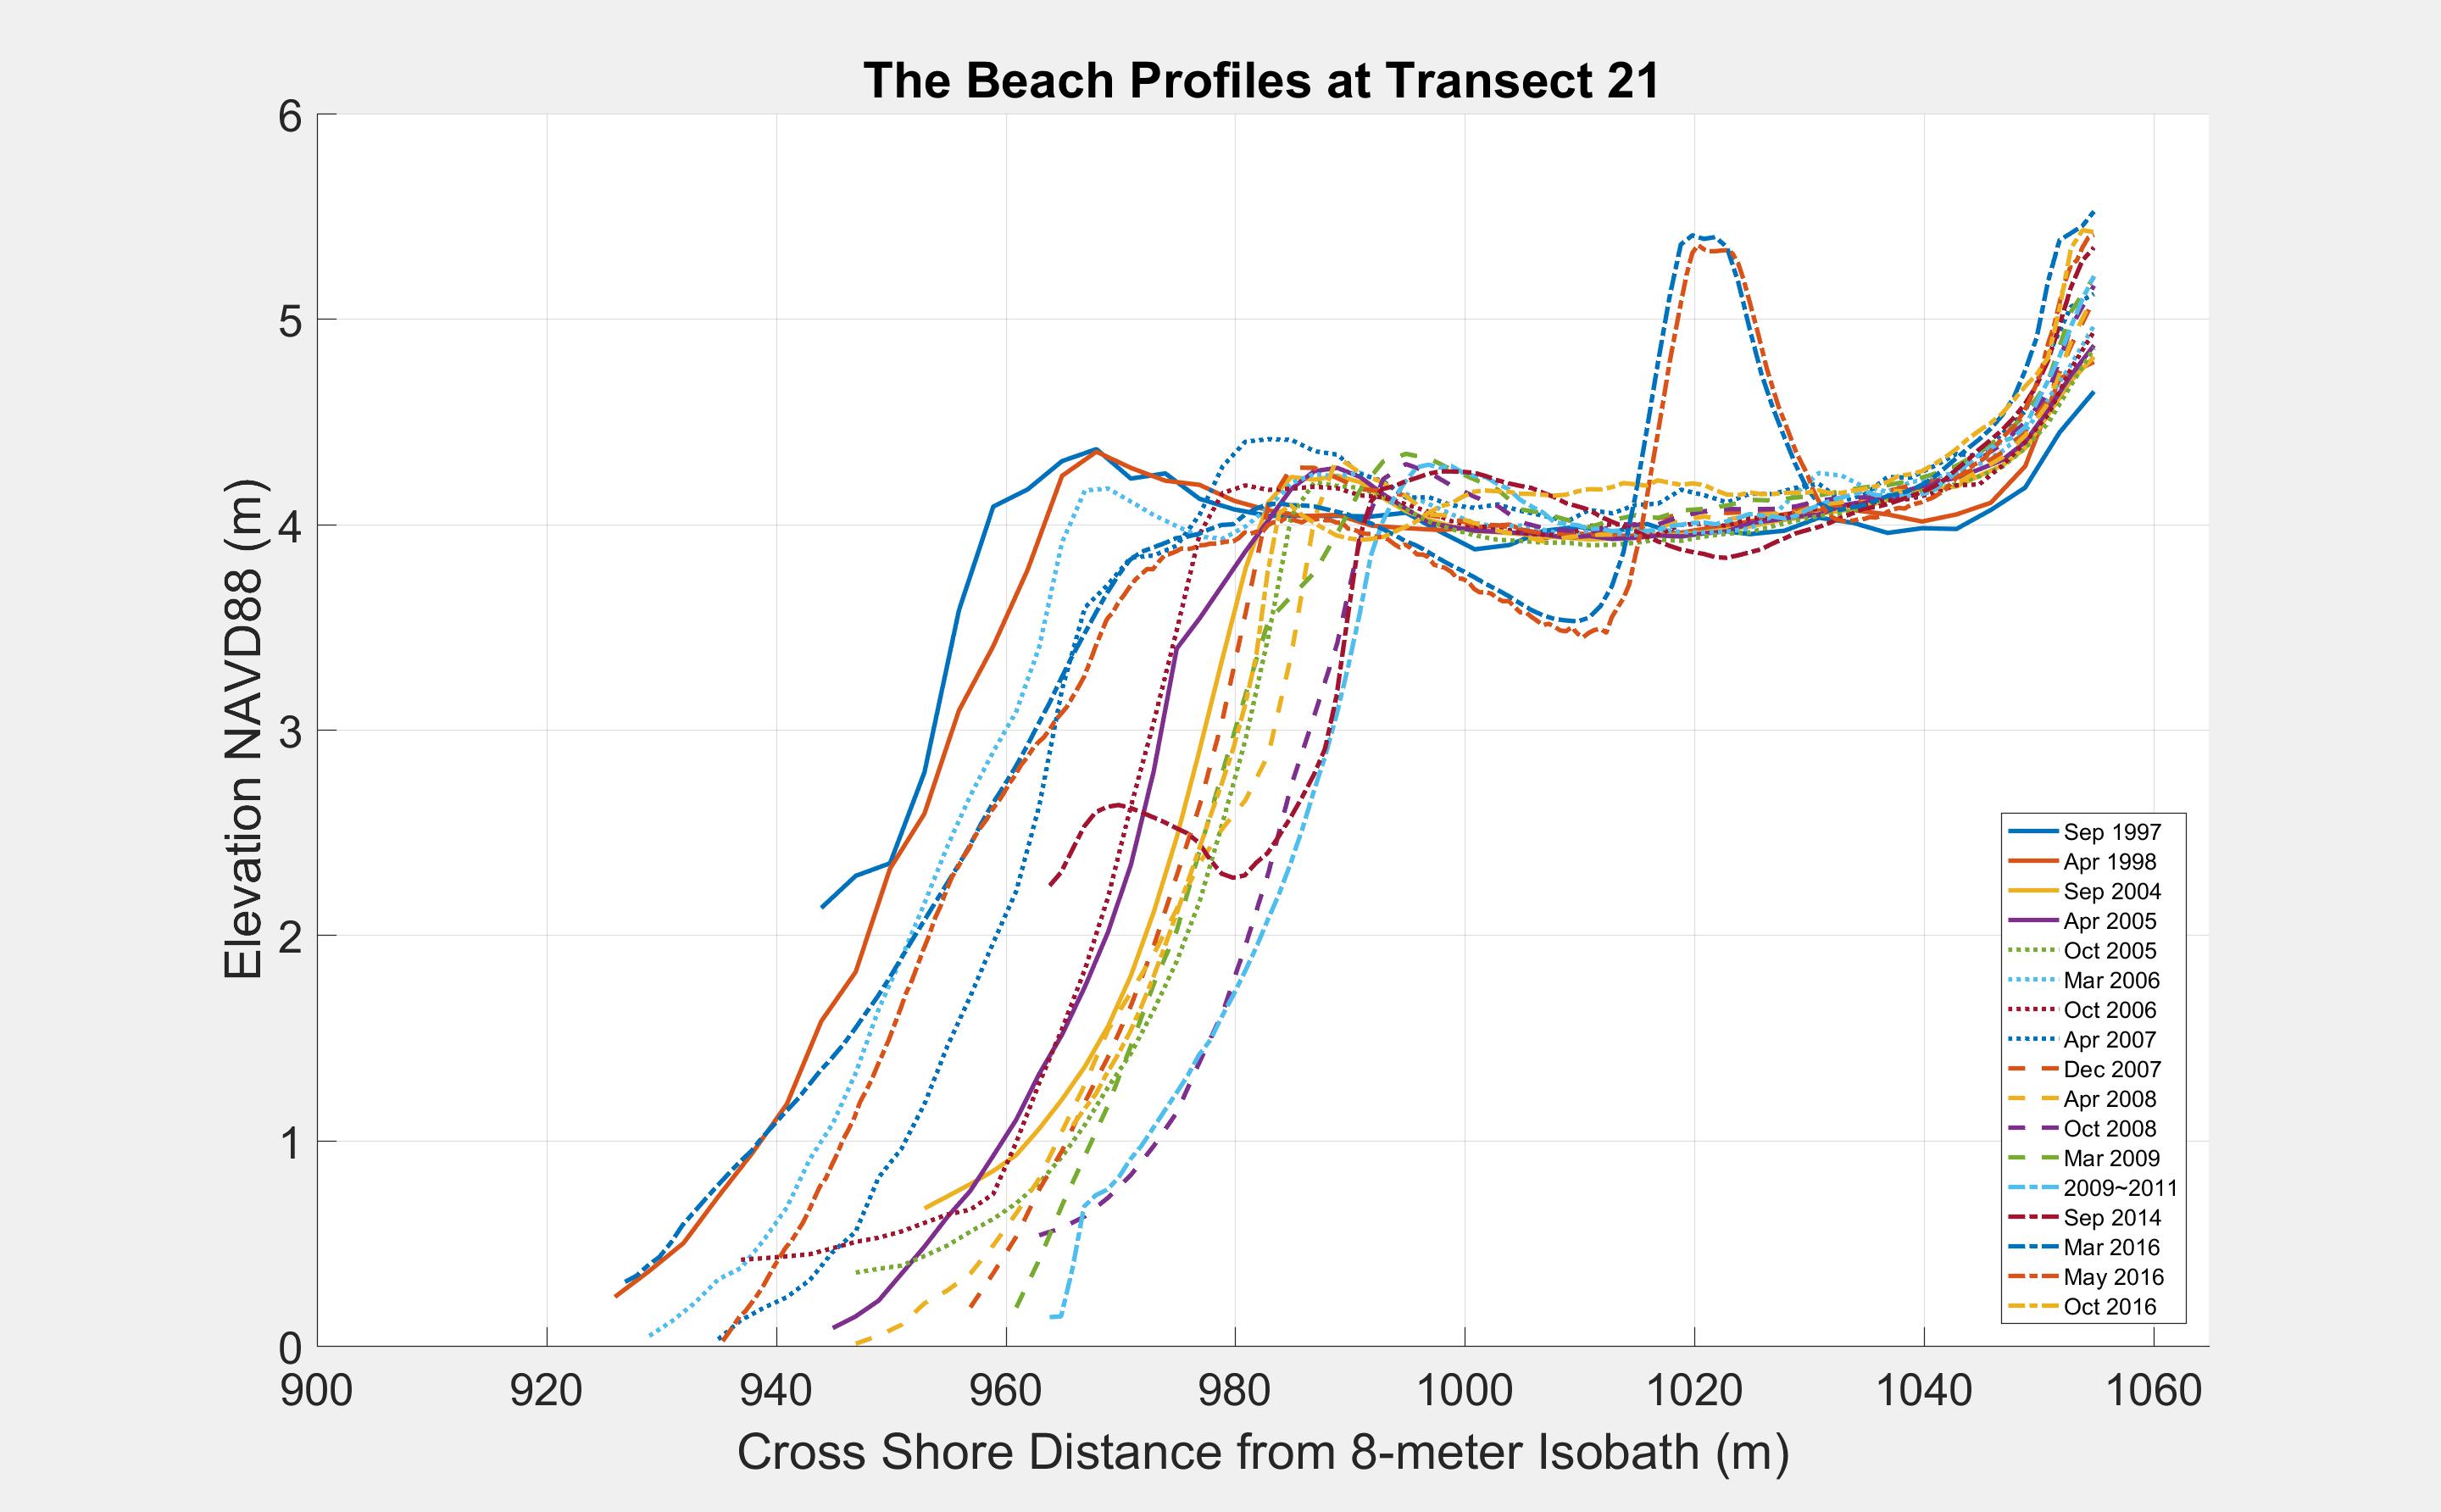 The Beach Profiles at Transect 21
6
5
4
3
2
1
0
Elevation NAVD88 (m)
900 920 940 960 980 1000 1020 1040 1060
Cross Shore Distance from 8-meter Isobath (m)
Sep 1997
Apr 1998
Sep 2004
Apr 2005
Oct 2005
Mar 2006
Oct 2006
Apr 2007
Dec 2007
Apr 2008
Oct 2008
Mar 2009
2009~2011
Sep 2014
Mar 2016
May 2016
Oct 2016